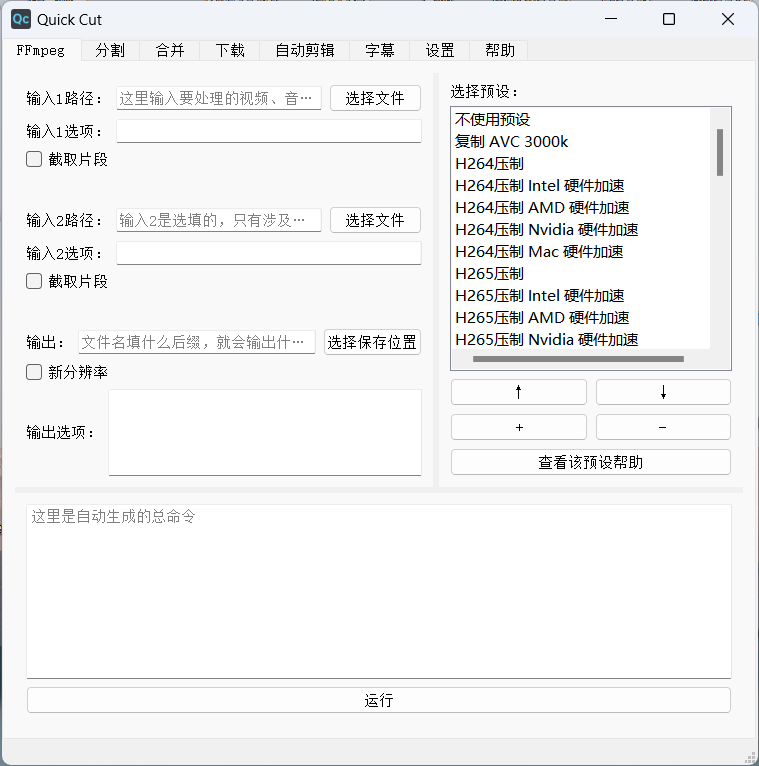 Qc Quick Cut
FFmpeg 分割 合并 下载 自动剪辑 字幕 设置 帮助
输入1路径: 这里输入要处理的视频、音… 选择文件
输入1选项:
截取片段
输入2路径: 输入2是选填的,只有涉及… 选择文件
输入2选项:
截取片段
输出: 文件名填什么后缀,就会输出什… 选择保存位置
新分辨率
输出选项:
选择预设:
不使用预设
复制 AVC 3000k
H264压制
H264压制 Intel 硬件加速
H264压制 AMD 硬件加速
H264压制 Nvidia 硬件加速
H264压制 Mac 硬件加速
H265压制
H265压制 Intel 硬件加速
H265压制 AMD 硬件加速
H265压制 Nvidia 硬件加速
↑ ↓
+ -
查看该预设帮助
这里是自动生成的总命令
运行